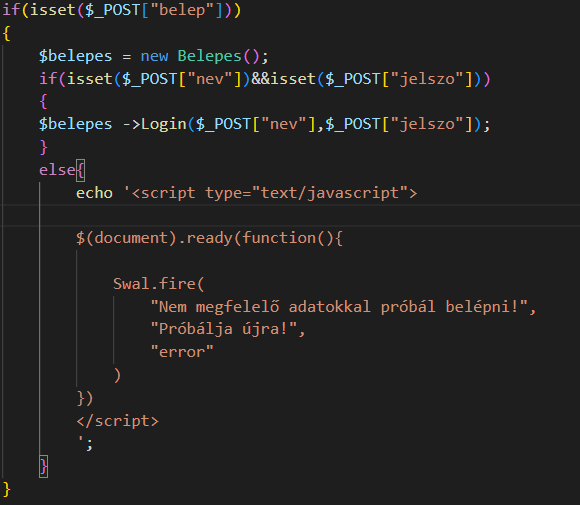 if(isset($_POST["belep"]))
{
$belepes = new Belepes();
if(isset($_POST["nev"])&&isset($_POST["jelszo"]))
{
$belepes ->Login($_POST["nev"],$_POST["jelszo"]);
}
else{
echo '<script type="text/javascript">
$(document).ready(function(){
Swal.fire(
"Nem megfelelő adatokkal próbál belépni!",
"Próbálja újra!",
"error"
)
})
</script>
';
}
}